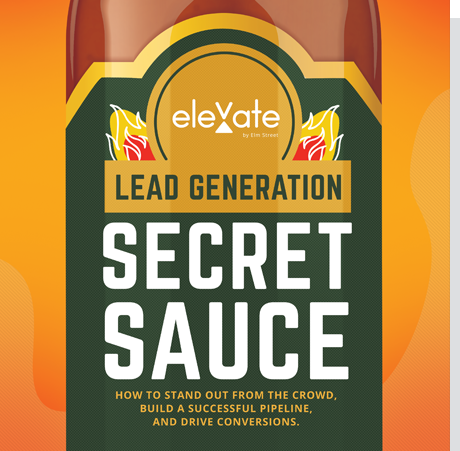 elevate
by Elm Street
LEAD GENERATION
SECRET
SAUCE
HOW TO STAND OUT FROM THE CROWD,
BUILD A SUCCESSFUL PIPELINE,
AND DRIVE CONVERSIONS.